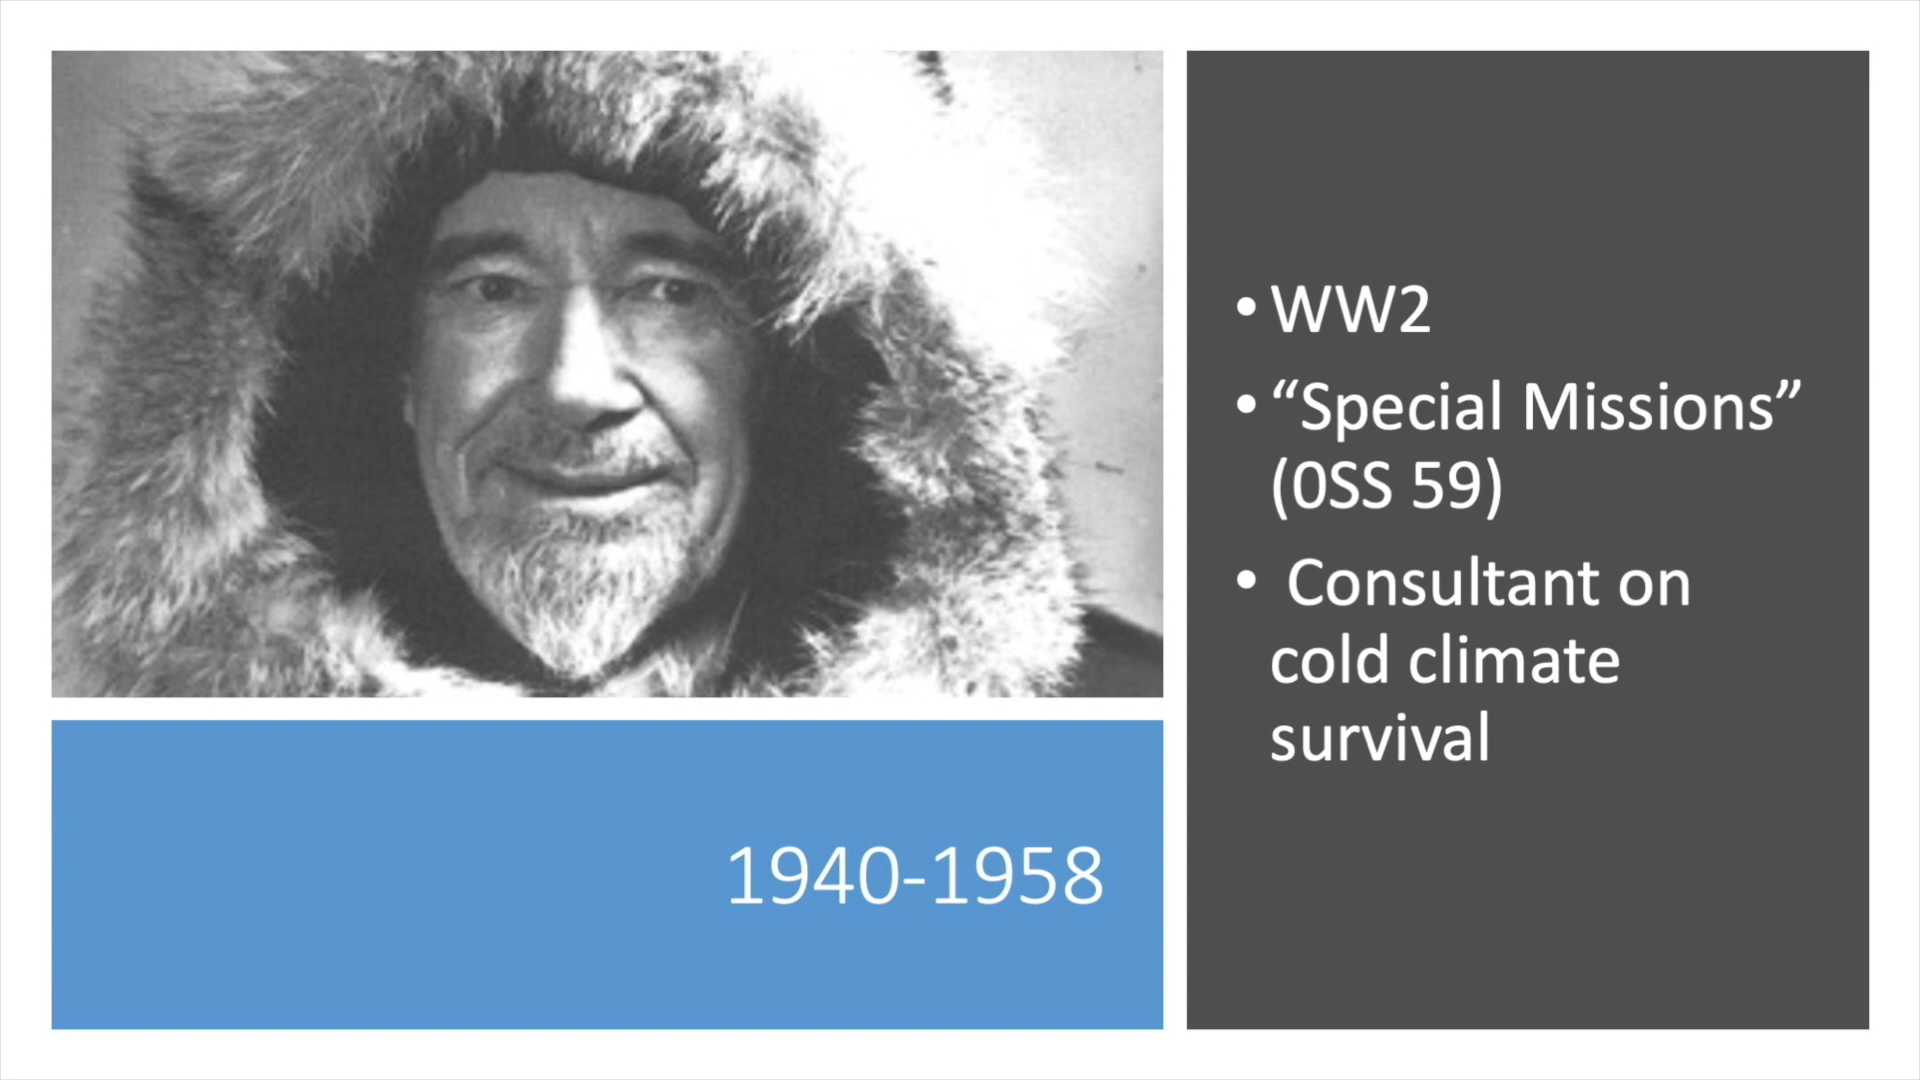 1940-1958
• WW2
• “Special Missions”
(0SS 59)
• Consultant on
cold climate
survival